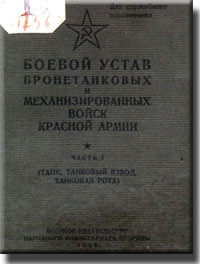 Для служебного
пользования
БОЕВОЙ УСТАВ
БРОНЕТАНКОВЫХ
И
МЕХАНИЗИРОВАННЫХ
ВОЙСК
КРАСНОЙ АРМИИ
ЧАСТЬ I
(ТАНК, ТАНКОВЫЙ ВЗВОД,
ТАНКОВАЯ РОТА)
ВОЕННОЕ ИЗДАТЕЛЬСТВО
НАРОДНОГО КОМИССАРИАТА ОБОРОНЫ